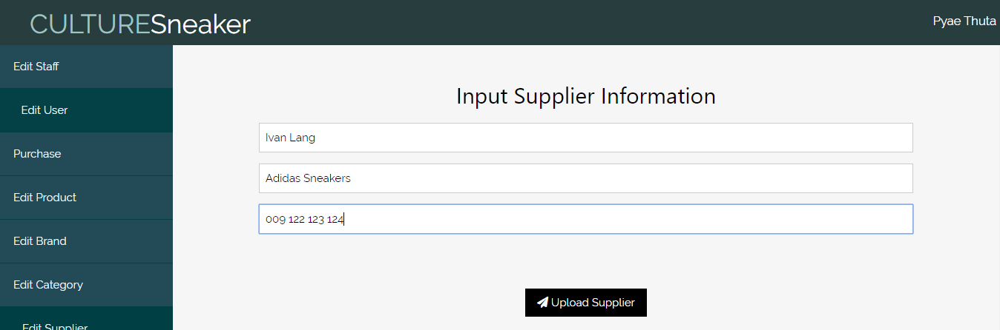 CULTURESneaker
Pyae Thuta
Edit Staff
Edit User
Purchase
Edit Product
Edit Brand
Edit Category
Edit Supplier
Input Supplier Information
Ivan Lang
Adidas Sneakers
009 122 123 124
Upload Supplier